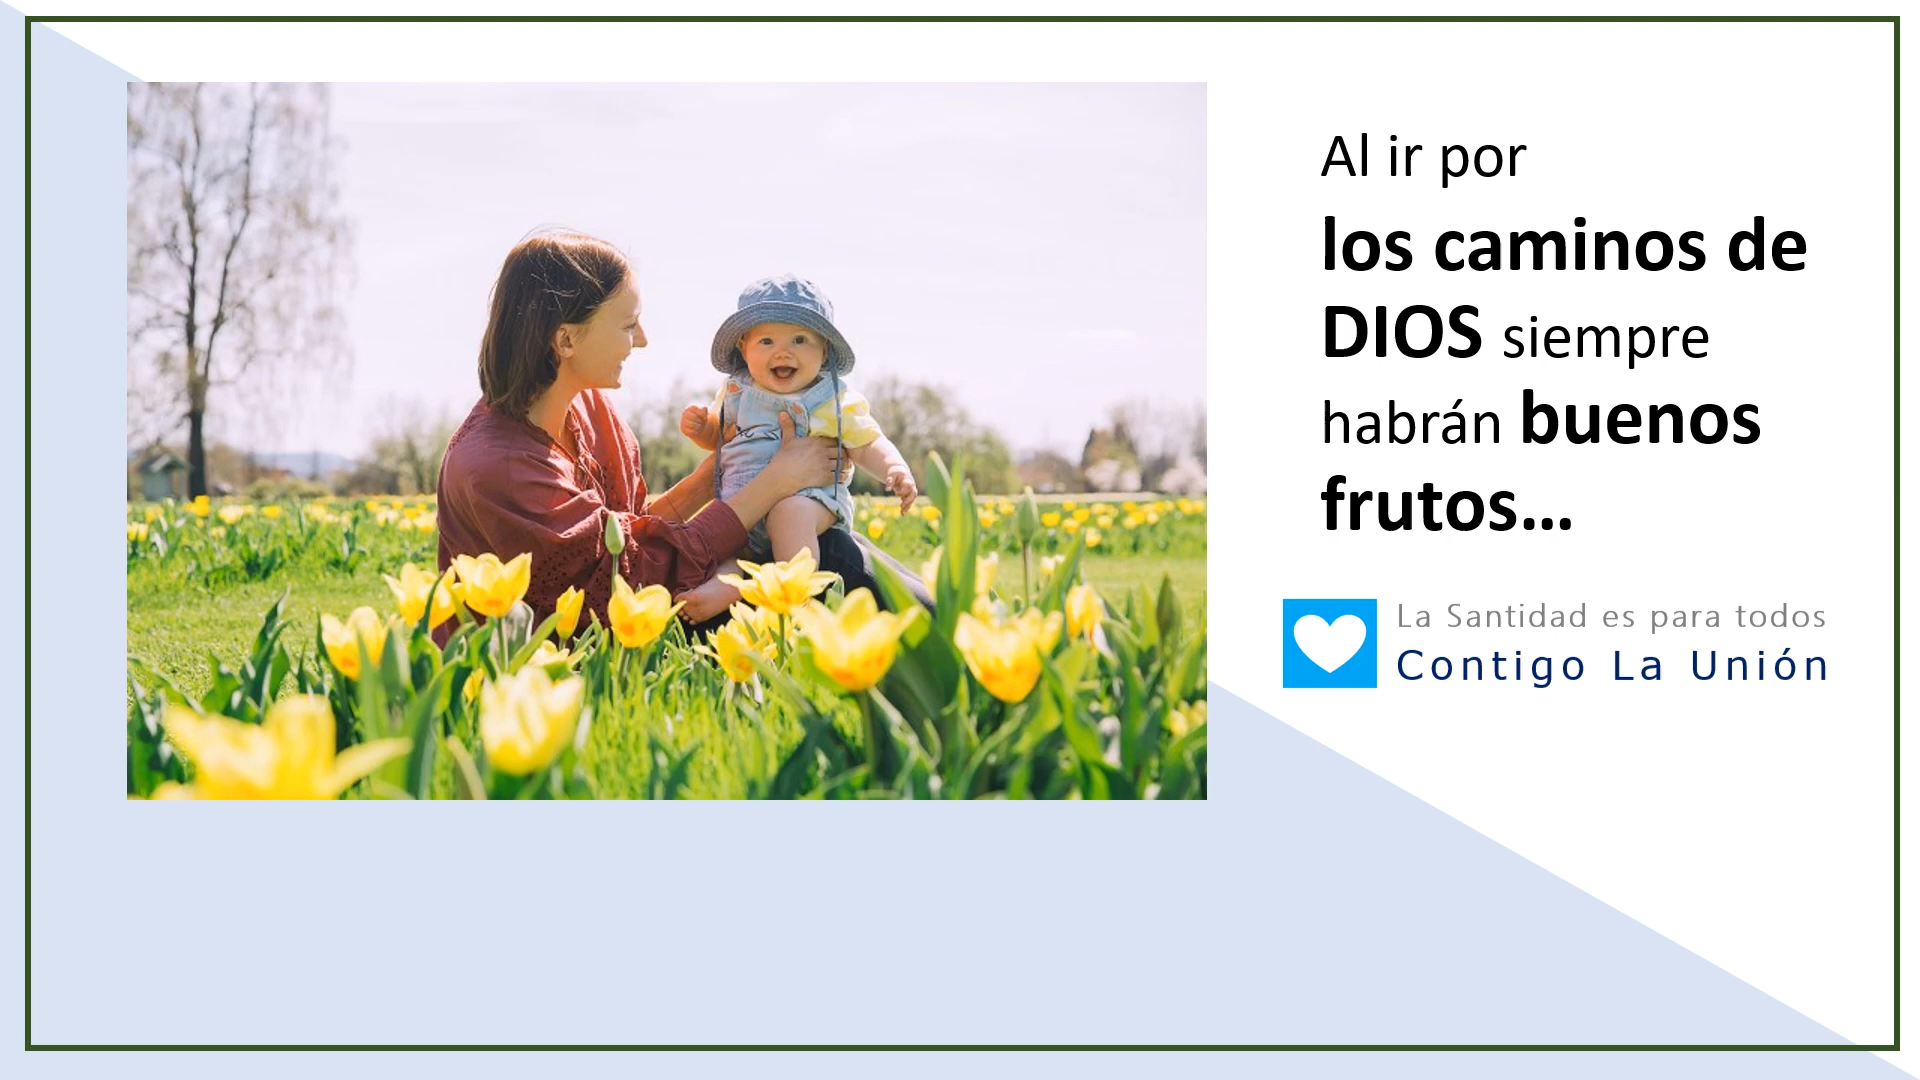 Al ir por
los caminos de
DIOS siempre
habrán buenos
frutos...
La Santidad es para todos
Contigo La Unión